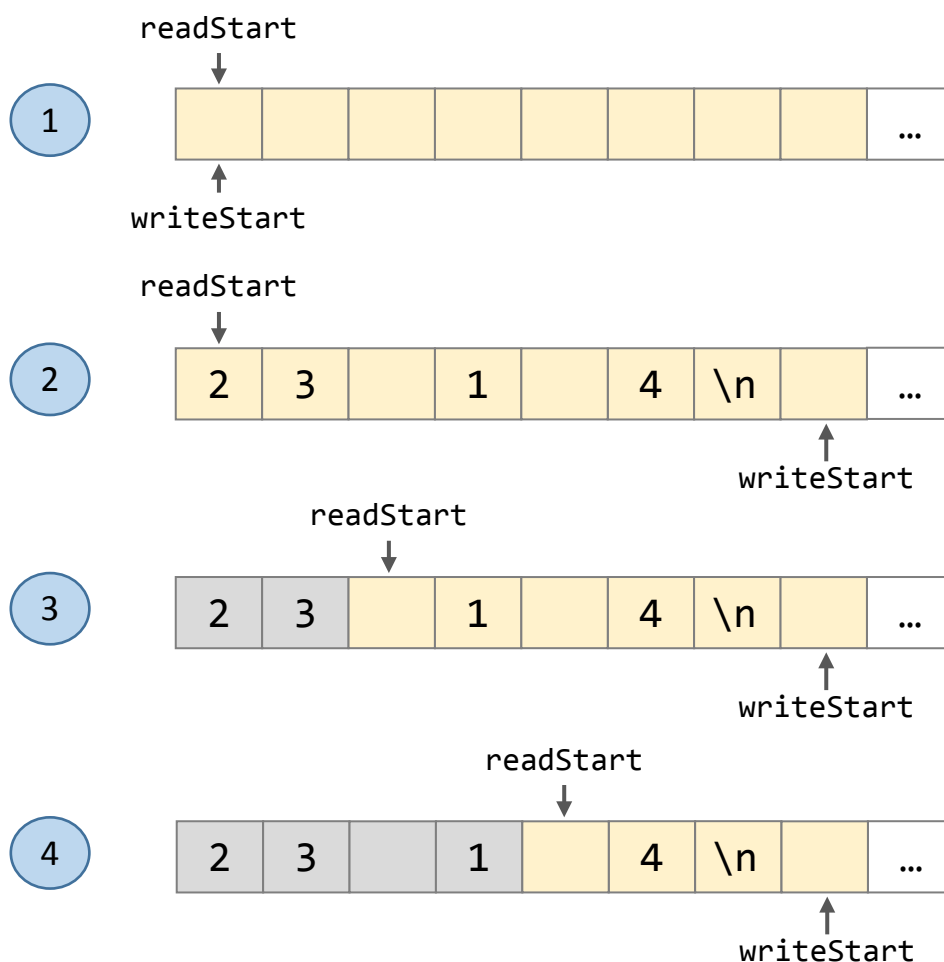 readStart
1 …
writeStart
readStart
2 2 3 1 4 \n …
writeStart
readStart
3 2 3 1 4 \n …
writeStart
readStart
4 2 3 1 4 \n …
writeStart